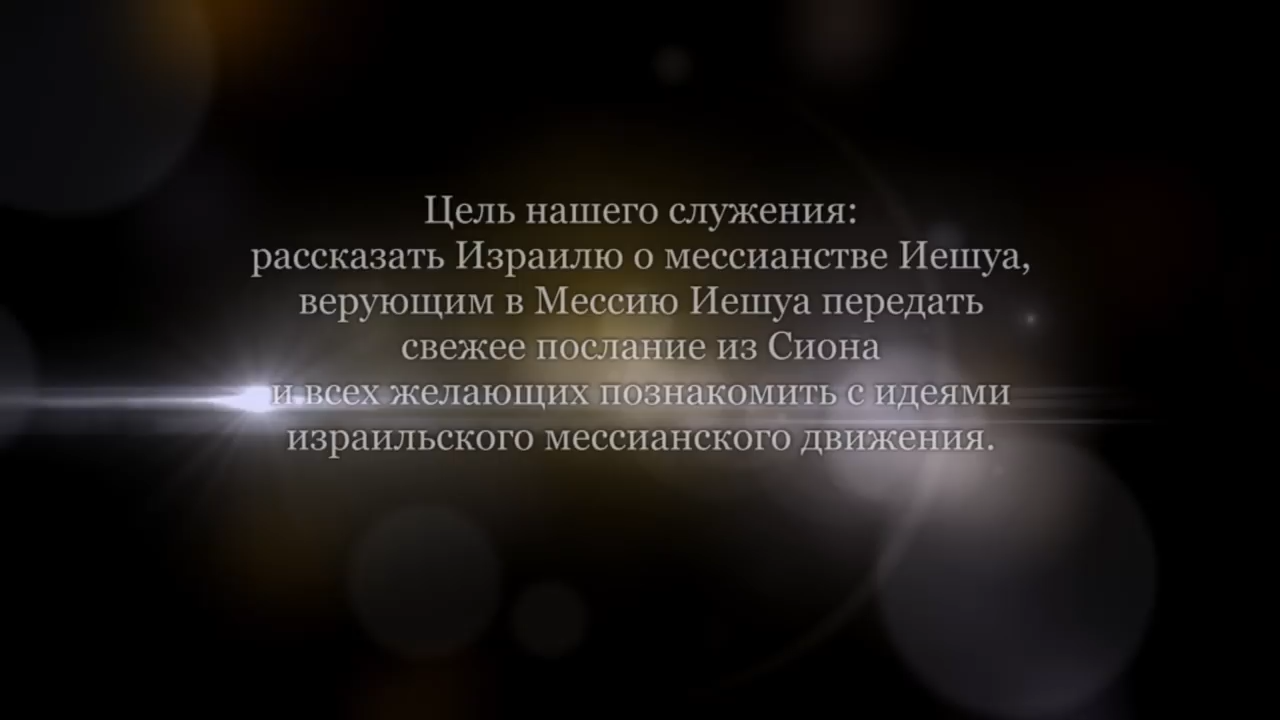 Цель нашего служения:
рассказать Израилю о мессианстве Иешуа,
верующим в Мессию Иешуа передать
свежее послание из Сиона
и всех желающих познакомить с идеями
израильского мессианского движения.